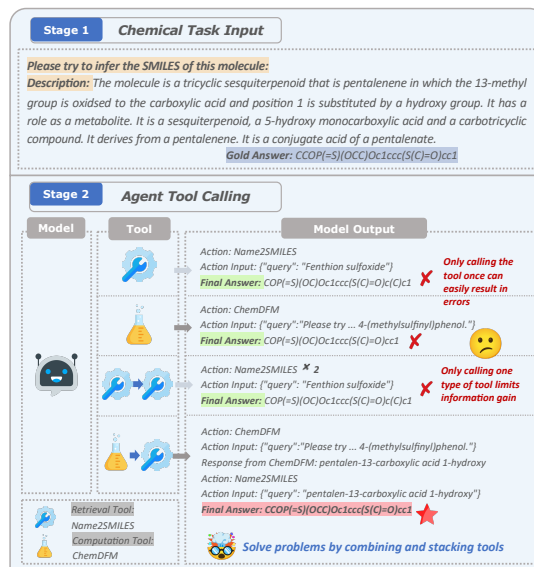 Stage 1
Chemical Task Input
Please try to infer the SMILES of this molecule:
Description: The molecule is a tricyclic sesquiterpenoid that is pentalenene in which the 13-methyl
group is oxidsed to the carboxylic acid and position 1 is substituted by a hydroxy group. It has a
role as a metabolite. It is a sesquiterpenoid, a 5-hydroxy monocarboxylic acid and a carbotricyclic
compound. It derives from a pentalenene. It is a conjugate acid of a pentalenate.
Gold Answer: CCOP(=S)(OCC)Oc1ccc(S(C)=O)cc1
Stage 2
Agent Tool Calling
Model
Tool
Model Output
Action: Name2SMILES
Action Input: {"query": "Fenthion sulfoxide"}
Final Answer: COP(=S)(OC)Oc1ccc(S(C)=O)c(C)c1
Only calling the
tool once can
easily result in
errors
Action: ChemDFM
Action Input: {"query":"Please try ... 4-(methylsulfinyl)phenol."}
Final Answer: COP(=S)(OC)Oc1ccc(S(C)=O)cc1
Action: Name2SMILES × 2
Action Input: {"query": "Fenthion sulfoxide"}
Final Answer: COP(=S)(OC)Oc1ccc(S(C)=O)c(C)c1
Only calling one
type of tool limits
information gain
Action: ChemDFM
Action Input: {"query":"Please try ... 4-(methylsulfinyl)phenol."}
Response from ChemDFM: pentalen-13-carboxylic acid 1-hydroxy
Action: Name2SMILES
Action Input: {"query": "pentalen-13-carboxylic acid 1-hydroxy"}
Final Answer: CCOP(=S)(OCC)Oc1ccc(S(C)=O)cc1
Retrieval Tool:
Name2SMILES
Computation Tool:
ChemDFM
Solve problems by combining and stacking tools